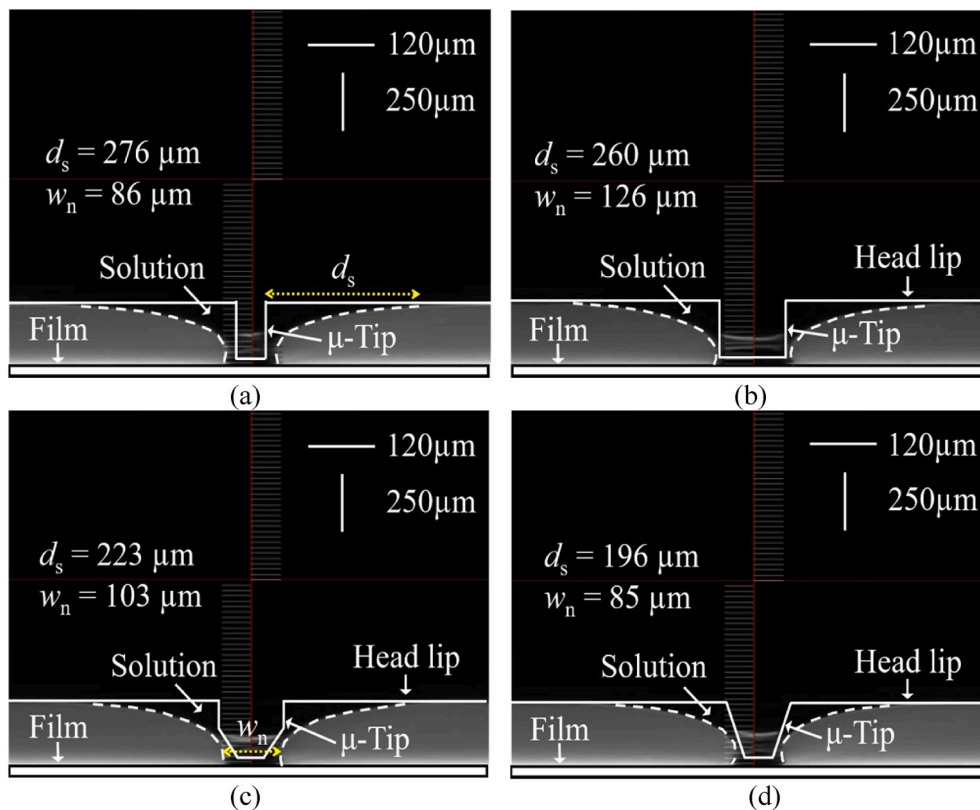 120µm
250µm
d_s = 276 µm
w_n = 86 µm
Solution
d_s
Film
µ-Tip
(a)
120µm
250µm
d_s = 260 µm
w_n = 126 µm
Solution
Head lip
Film
µ-Tip
(b)
120µm
250µm
d_s = 223 µm
w_n = 103 µm
Solution
Head lip
Film
w_n
µ-Tip
(c)
120µm
250µm
d_s = 196 µm
w_n = 85 µm
Solution
Head lip
Film
µ-Tip
(d)